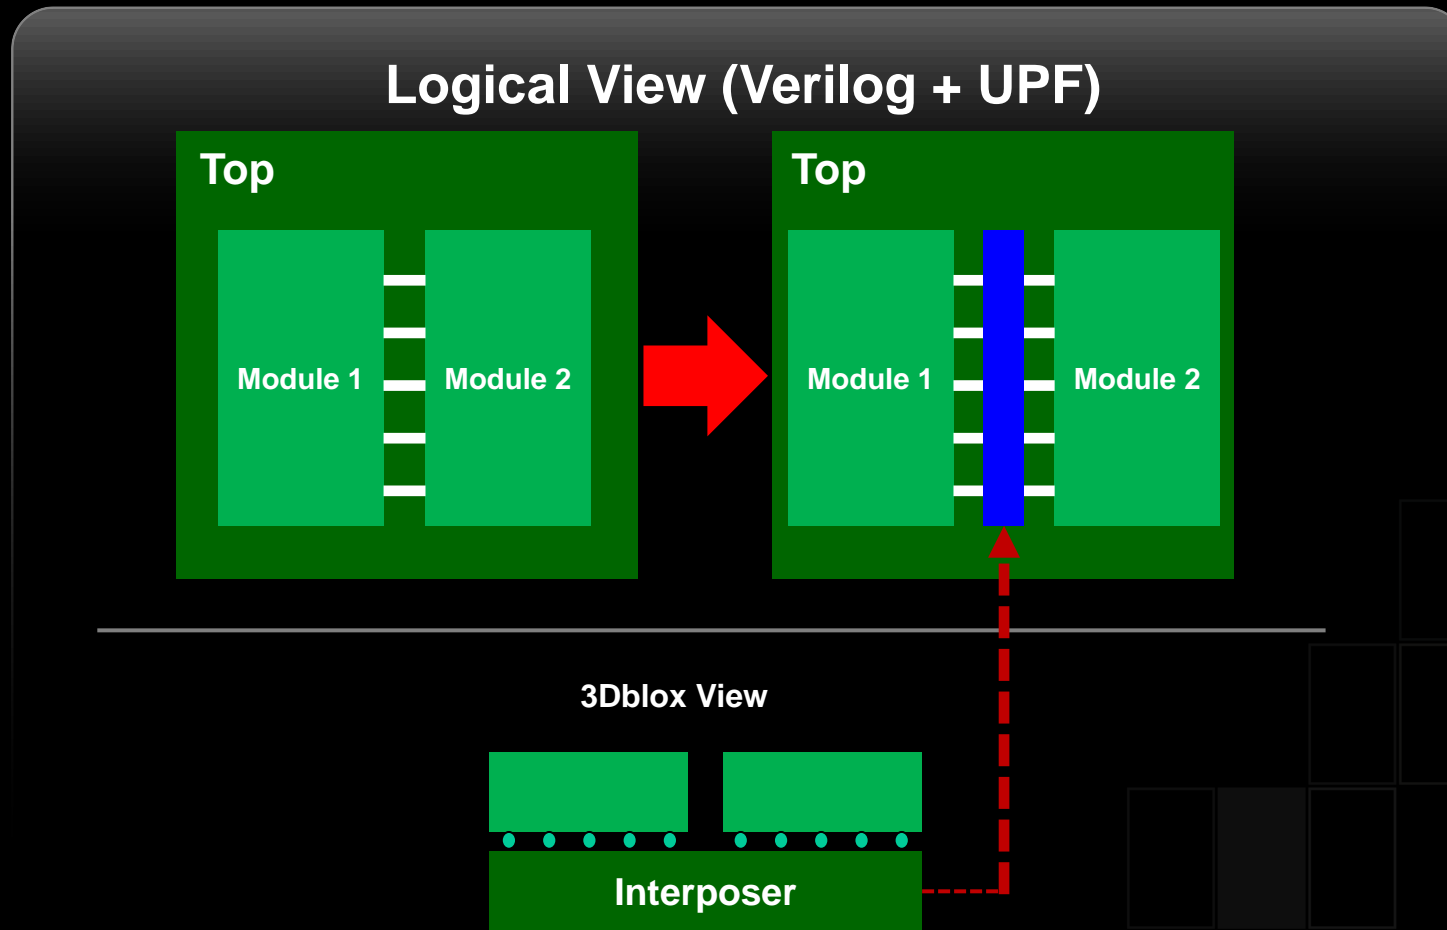 Logical View (Verilog + UPF)
Top
Top
Module 1
Module 2
Module 1
Module 2
3Dblox View
Interposer